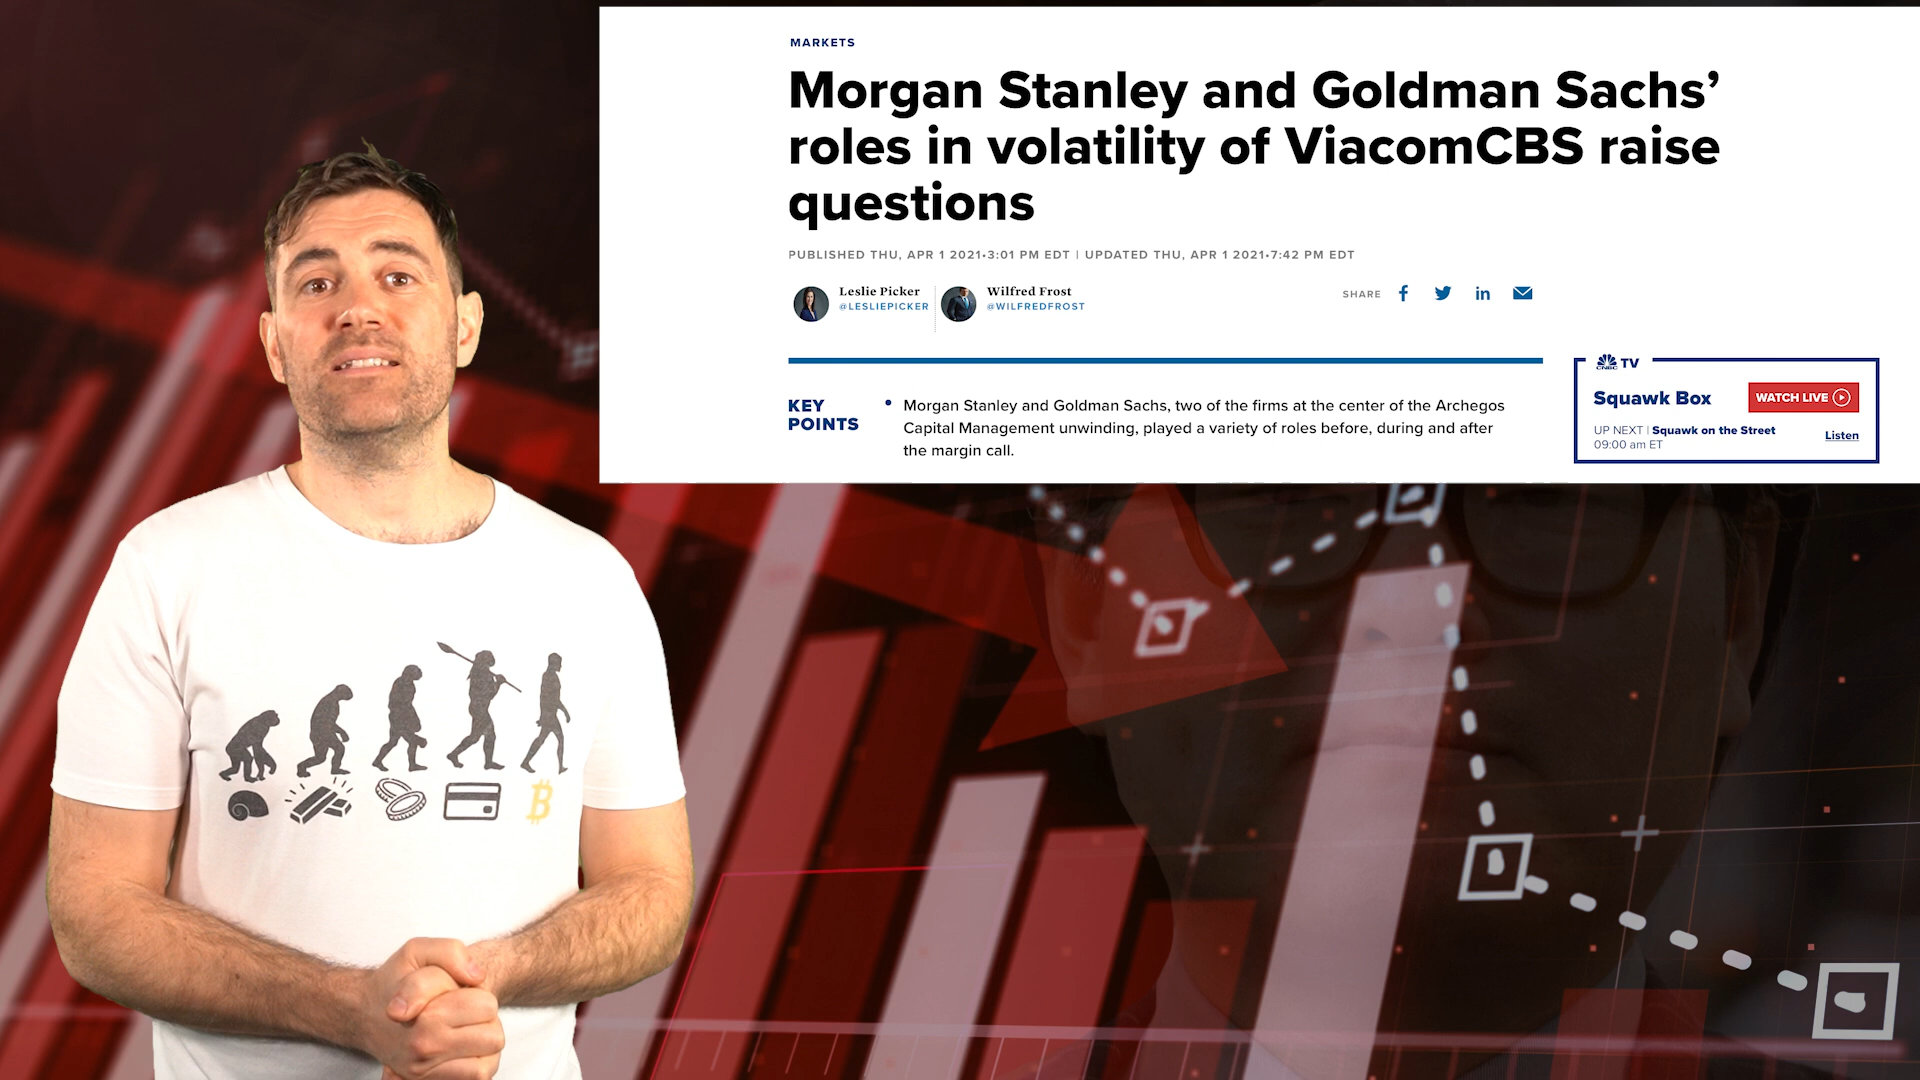 MARKETS
Morgan Stanley and Goldman Sachs’
roles in volatility of ViacomCBS raise
questions
PUBLISHED THU, APR 1 2021•3:01 PM EDT | UPDATED THU, APR 1 2021•7:42 PM EDT
Leslie Picker
@LESLIEPICKER
Wilfred Frost
@WILFREDFROST
SHARE
KEY
POINTS
Morgan Stanley and Goldman Sachs, two of the firms at the center of the Archegos
Capital Management unwinding, played a variety of roles before, during and after
the margin call.
CNBC TV
Squawk Box
WATCH LIVE
UP NEXT | Squawk on the Street
09:00 am ET
Listen